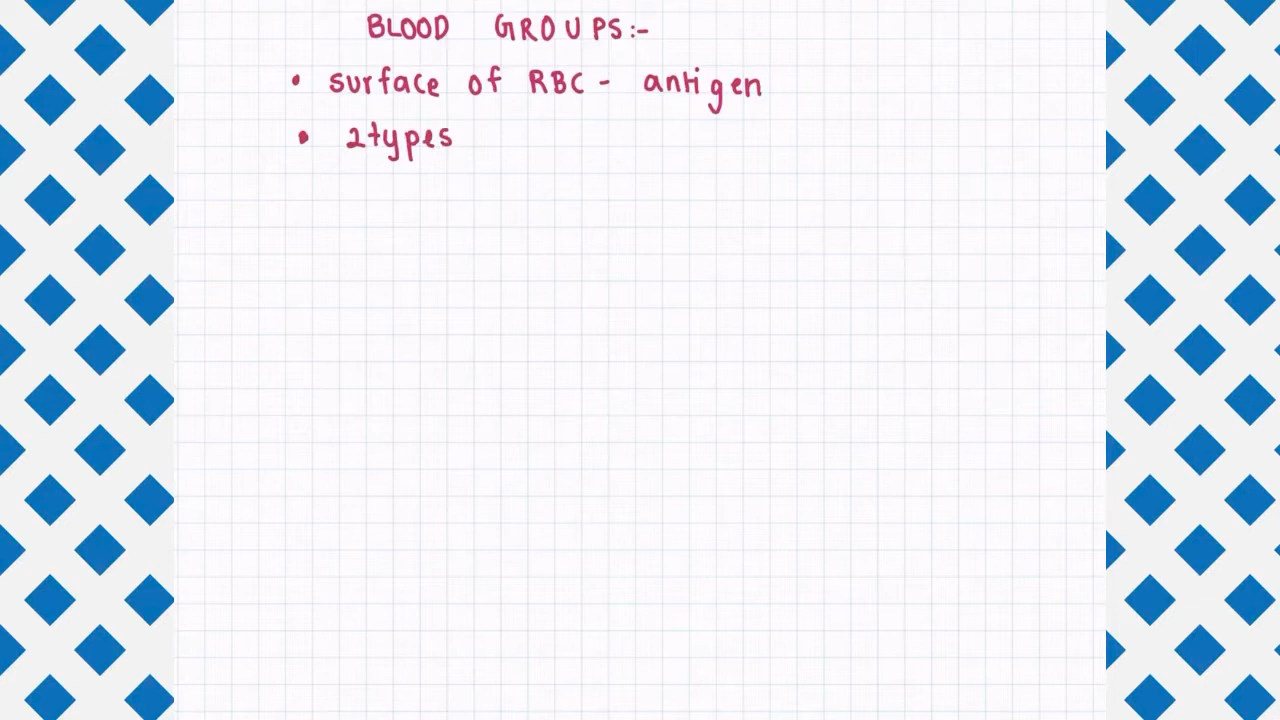 BLOOD GROUPS:-
• surface of RBC - antigen
• 2types